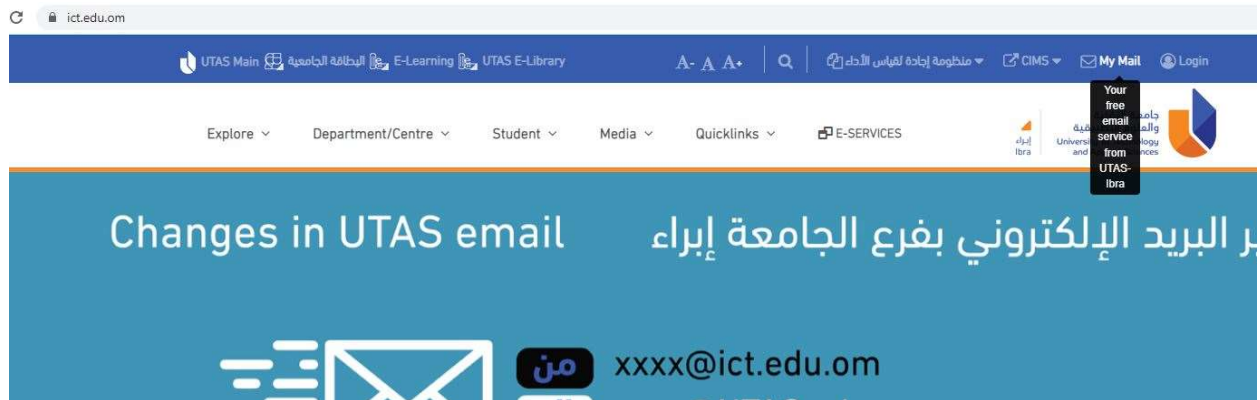 ict.edu.om
UTAS Main البطاقة الجامعية E-Learning UTAS E-Library A- A A+ منظومة إجادة لقياس الأداء CIMS My Mail Login
Your
free
email
service
from
UTAS-
Ibra
Explore Department/Centre Student Media Quicklinks E-SERVICES
إبراء
Ibra
Changes in UTAS email
البريد الإلكتروني بفرع الجامعة إبراء
من xxxx@ict.edu.om